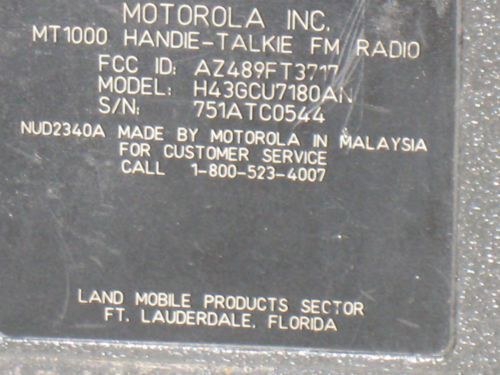 MOTOROLA INC.
MT1000 HANDIE-TALKIE FM RADIO
FCC ID: AZ489FT3717
MODEL: H43GCU7180AN
S/N: 751ATC0544
NUD2340A MADE BY MOTOROLA IN MALAYSIA
FOR CUSTOMER SERVICE
CALL 1-800-523-4007
LAND MOBILE PRODUCTS SECTOR
FT. LAUDERDALE, FLORIDA